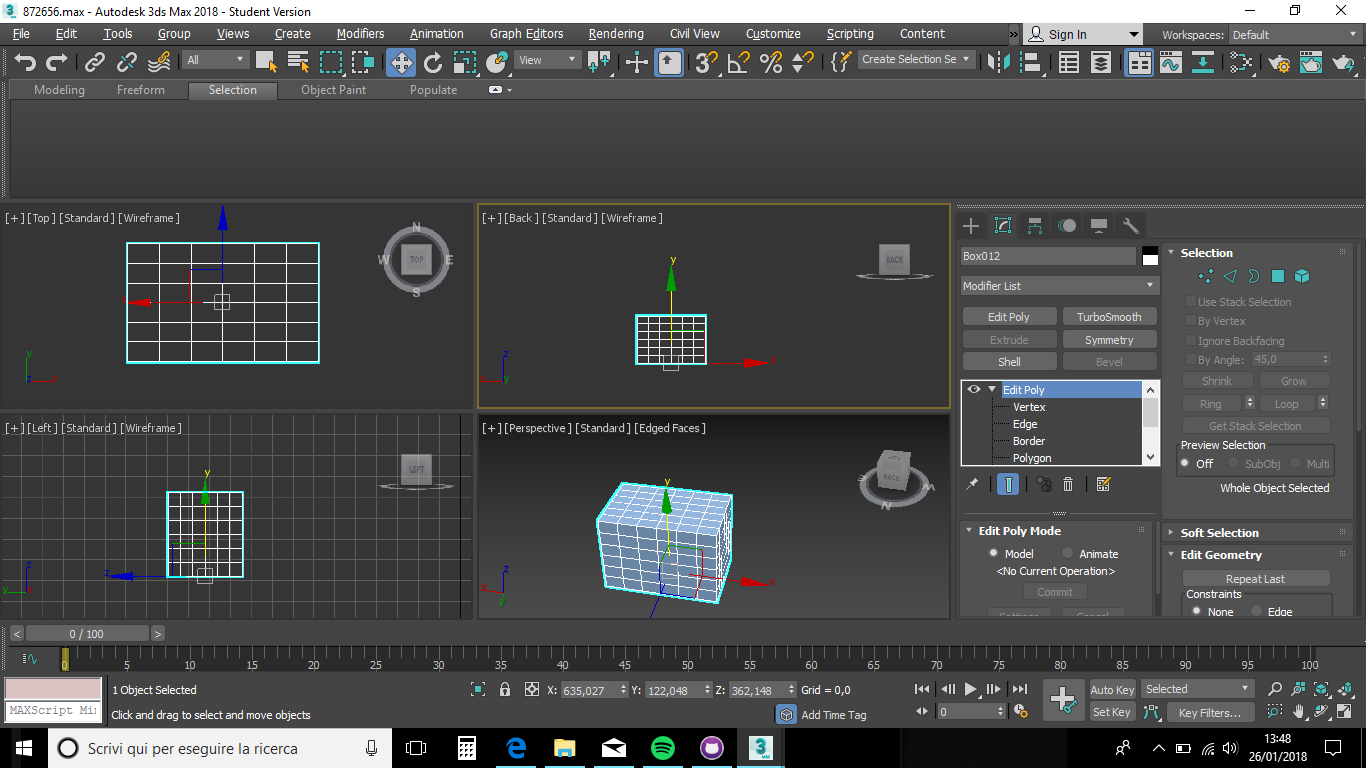 872656.max - Autodesk 3ds Max 2018 - Student Version
File Edit Tools Group Views Create Modifiers Animation Graph Editors Rendering Civil View Customize Scripting Content » Sign In Workspaces: Default
All View Create Selection Se
Modeling Freeform Selection Object Paint Populate
[+] [Top] [Standard] [Wireframe]
N
W TOP E
S
y
z x
[+] [Back] [Standard] [Wireframe]
BACK
y
x
z
x y
[+] [Left] [Standard] [Wireframe]
LEFT
y
z
z
y
[+] [Perspective] [Standard] [Edged Faces]
BACK
W
N
y
x
z
x
y
Box012
Modifier List
Edit Poly TurboSmooth
Extrude Symmetry
Shell Bevel
Edit Poly
Vertex
Edge
Border
Polygon
Edit Poly Mode
Model Animate
<No Current Operation>
Commit
Settings Cancel
Selection
Use Stack Selection
By Vertex
Ignore Backfacing
By Angle: 45,0
Shrink Grow
Ring Loop
Get Stack Selection
Preview Selection
Off SubObj Multi
Whole Object Selected
Soft Selection
Edit Geometry
Repeat Last
Constraints
None Edge
< 0 / 100 >
0 5 10 15 20 25 30 35 40 45 50 55 60 65 70 75 80 85 90 95 100
1 Object Selected X: 635,027 Y: 122,048 Z: 362,148 Grid = 0,0 Auto Key Selected
MAXScript Mi Click and drag to select and move objects Add Time Tag 0 Set Key Key Filters...
Scrivi qui per eseguire la ricerca
3
MAX
13:48
26/01/2018